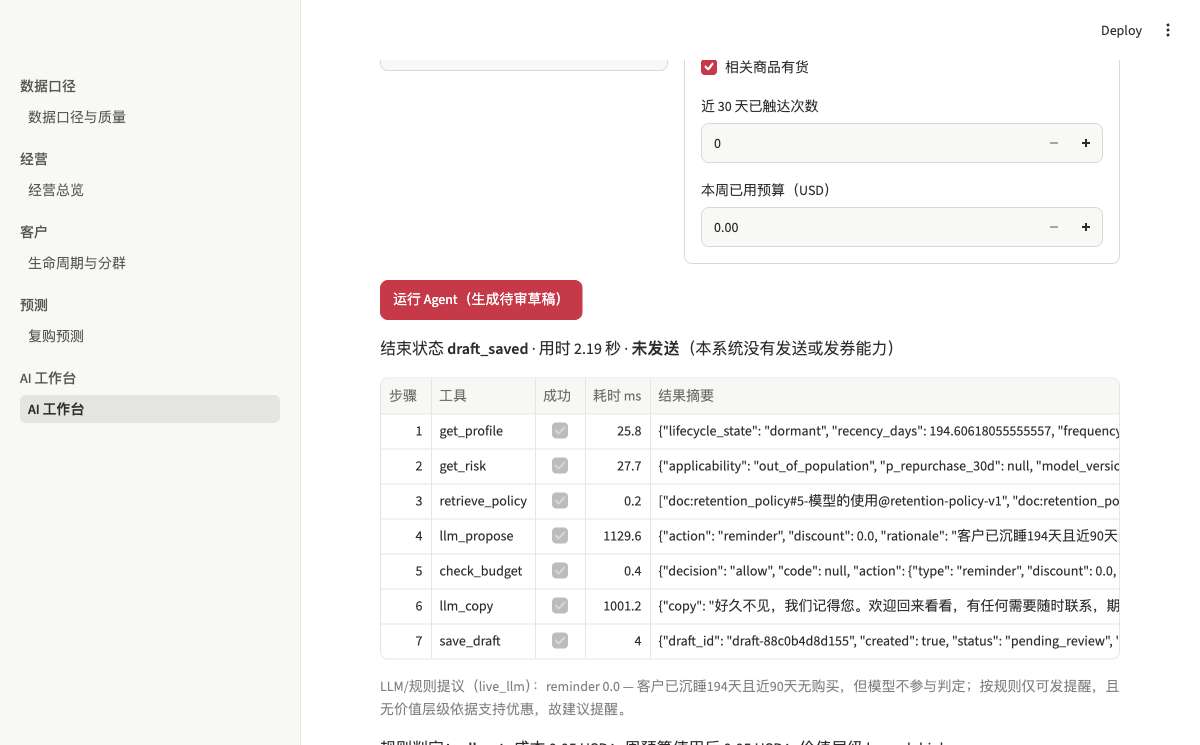 Deploy
数据口径
数据口径与质量
经营
经营总览
客户
生命周期与分群
预测
复购预测
AI 工作台
AI 工作台
相关商品有货
近 30 天已触达次数
0
本周已用预算（USD）
0.00
运行 Agent（生成待审草稿）
结束状态 draft_saved · 用时 2.19 秒 · 未发送（本系统没有发送或发券能力）
步骤 工具 成功 耗时 ms 结果摘要
1 get_profile 25.8 {"lifecycle_state": "dormant", "recency_days": 194.60618055555557, "frequency
2 get_risk 27.7 {"applicability": "out_of_population", "p_repurchase_30d": null, "model_versic
3 retrieve_policy 0.2 ["doc:retention_policy#5-模型的使用@retention-policy-v1", "doc:retention_po
4 llm_propose 1129.6 {"action": "reminder", "discount": 0.0, "rationale": "客户已沉睡194天且近90天
5 check_budget 0.4 {"decision": "allow", "code": null, "action": {"type": "reminder", "discount": 0.0,
6 llm_copy 1001.2 {"copy": "好久不见，我们记得您。欢迎回来看看，有任何需要随时联系，期
7 save_draft 4 {"draft_id": "draft-88c0b4d8d155", "created": true, "status": "pending_review", "
LLM/规则提议（live_llm）：reminder 0.0 — 客户已沉睡194天且近90天无购买，但模型不参与判定；按规则仅可发提醒，且
无价值层级依据支持优惠，故建议提醒。